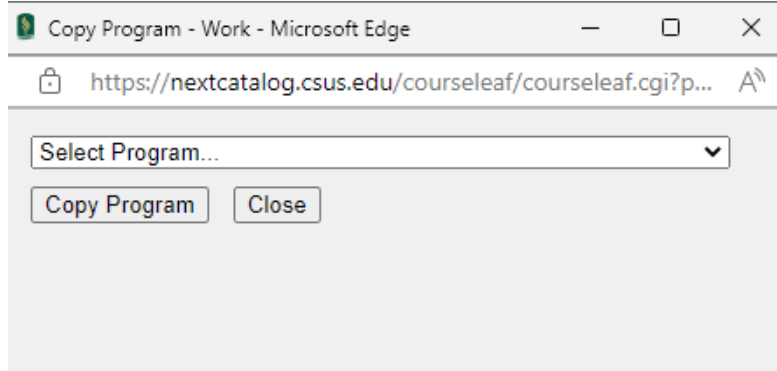 Copy Program - Work - Microsoft Edge
https://nextcatalog.csus.edu/courseleaf/courseleaf.cgi?p...
Select Program...
Copy Program Close